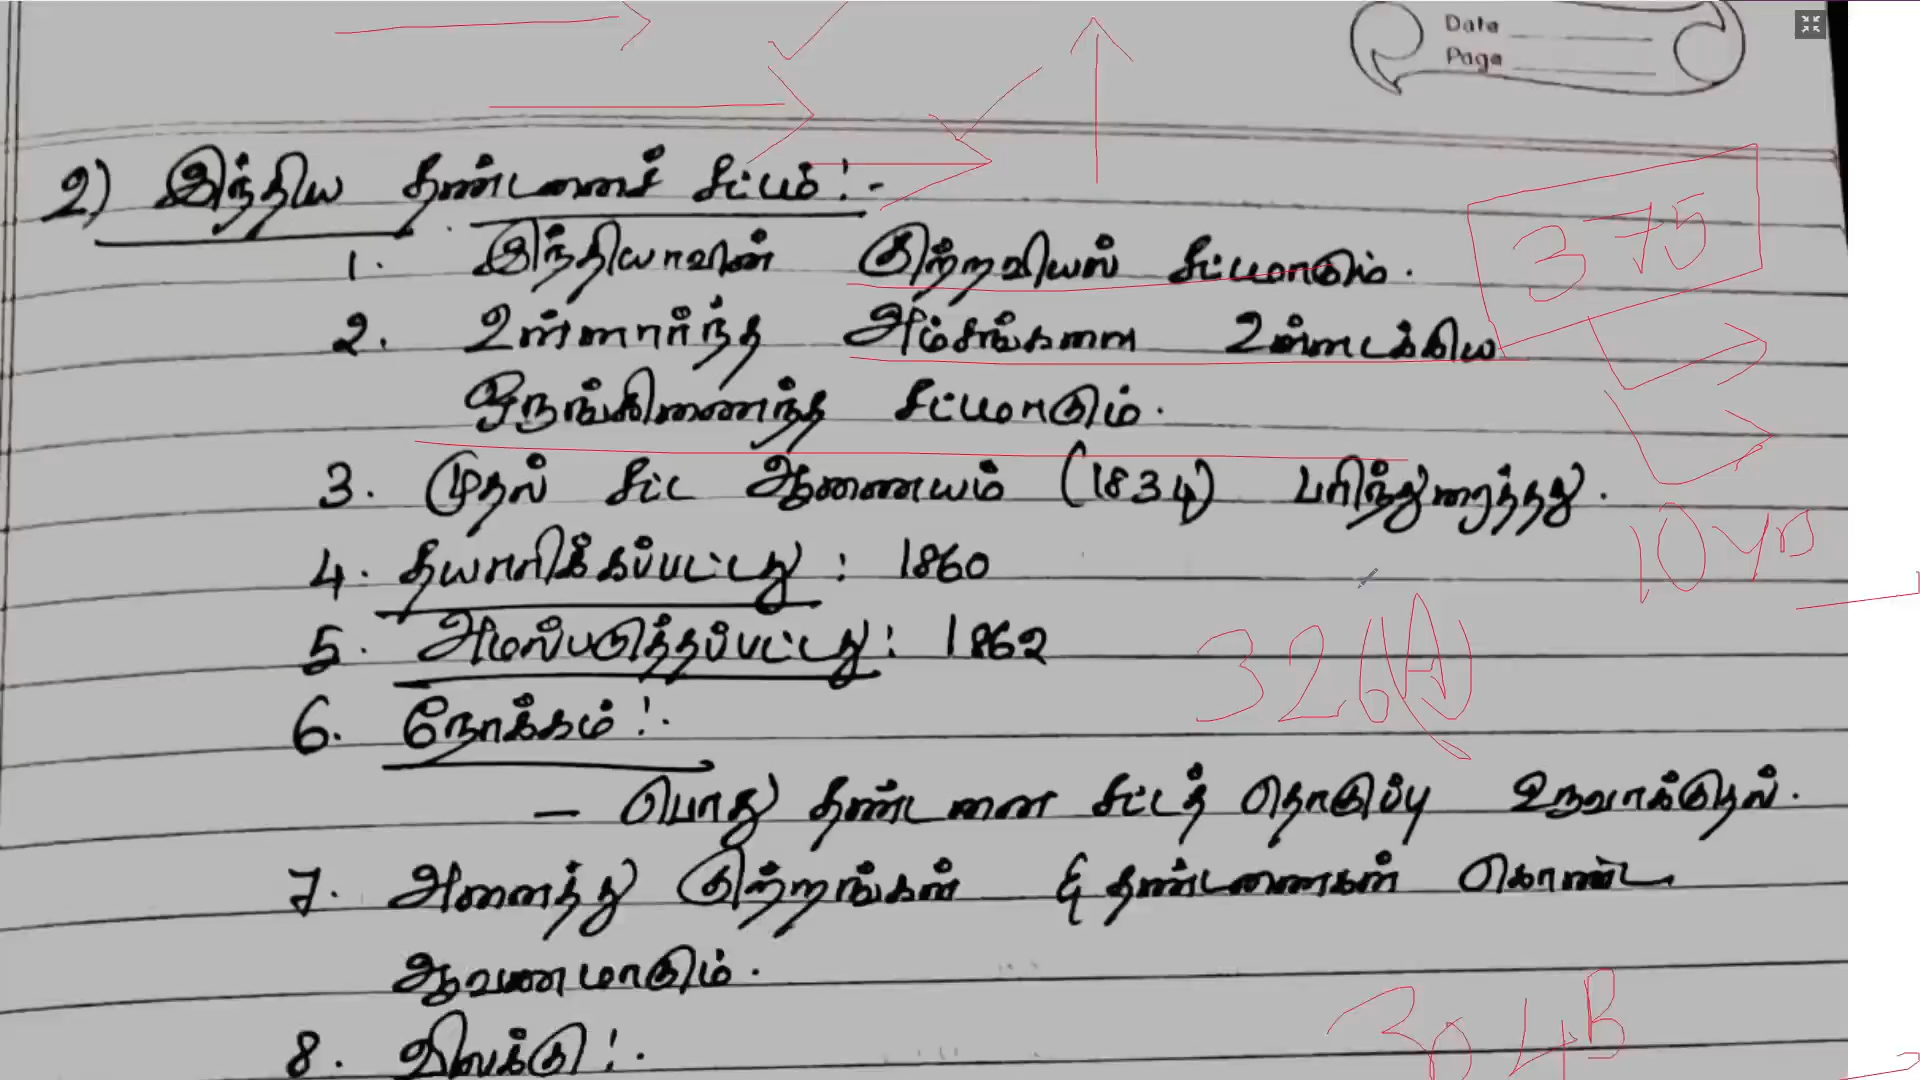 Date
Page
2) இந்திய தண்டனைச் சட்டம் :-
375
1. இந்தியாவின் குற்றவியல் சட்டமாகும்.
2. உள்ளார்ந்த அம்சங்களை உள்ளடக்கிய
ஒருங்கிணைந்த சட்டமாகும்.
3. முதல் சட்ட ஆணையம் (1834) பரிந்துரைத்தது.
10 yrs
4. தயாரிக்கப்பட்டது : 1860
5. அமல்படுத்தப்பட்டது : 1862
326(A)
6. நோக்கம் :-
– பொது தண்டனை சட்டத் தொகுப்பு உருவாக்குதல்.
7. அனைத்து குற்றங்கள் & தண்டணைகள் கொண்ட
ஆவணமாகும்.
304B
8. விலக்கு :-